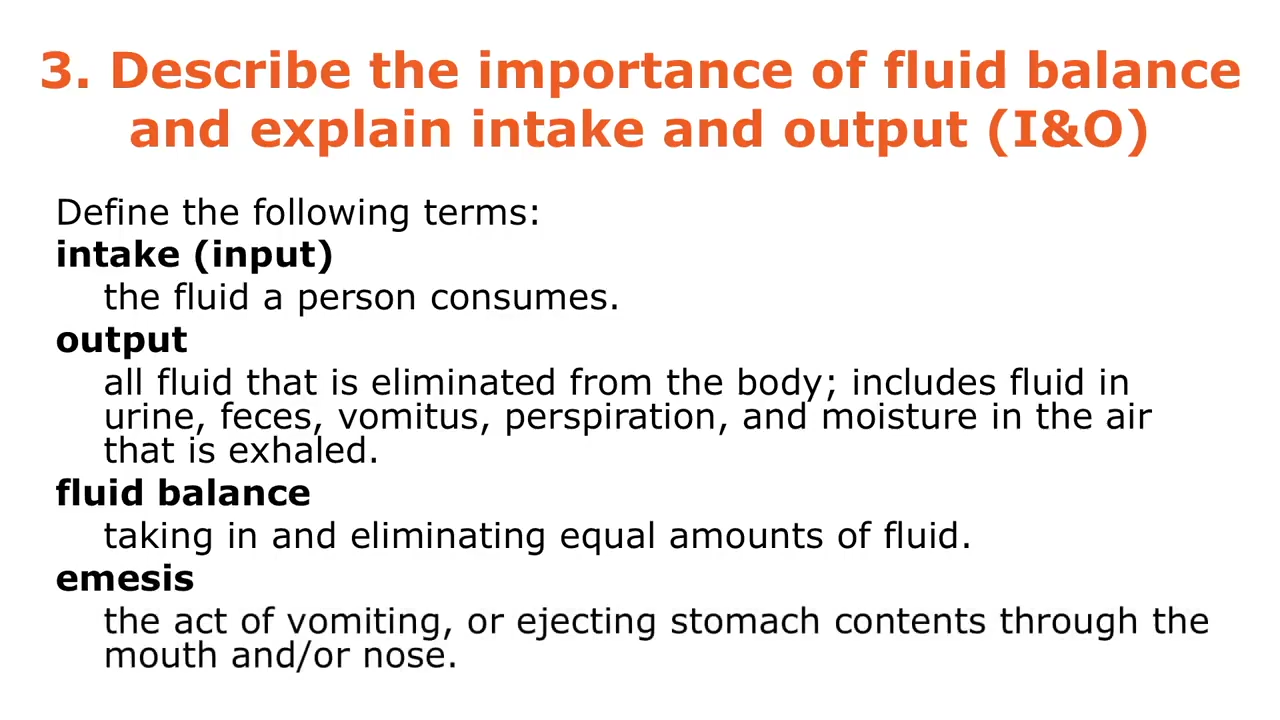 3. Describe the importance of fluid balance
and explain intake and output (I&O)
Define the following terms:
intake (input)
the fluid a person consumes.
output
all fluid that is eliminated from the body; includes fluid in
urine, feces, vomitus, perspiration, and moisture in the air
that is exhaled.
fluid balance
taking in and eliminating equal amounts of fluid.
emesis
the act of vomiting, or ejecting stomach contents through the
mouth and/or nose.